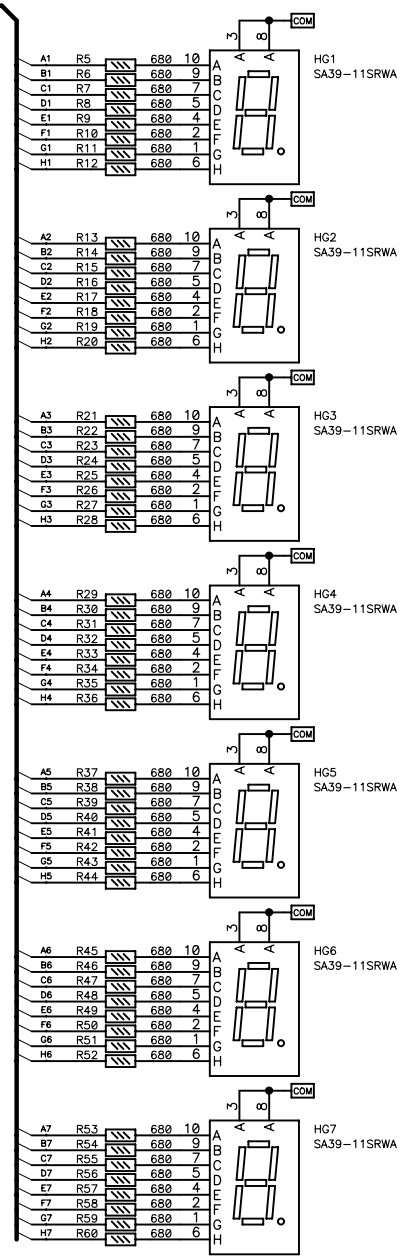 COM
3 8
A A
HG1
SA39-11SRWA
A1 R5 680 10 A
B1 R6 680 9 B
C1 R7 680 7 C
D1 R8 680 5 D
E1 R9 680 4 E
F1 R10 680 2 F
G1 R11 680 1 G
H1 R12 680 6 H
COM
3 8
A A
HG2
SA39-11SRWA
A2 R13 680 10 A
B2 R14 680 9 B
C2 R15 680 7 C
D2 R16 680 5 D
E2 R17 680 4 E
F2 R18 680 2 F
G2 R19 680 1 G
H2 R20 680 6 H
COM
3 8
A A
HG3
SA39-11SRWA
A3 R21 680 10 A
B3 R22 680 9 B
C3 R23 680 7 C
D3 R24 680 5 D
E3 R25 680 4 E
F3 R26 680 2 F
G3 R27 680 1 G
H3 R28 680 6 H
COM
3 8
A A
HG4
SA39-11SRWA
A4 R29 680 10 A
B4 R30 680 9 B
C4 R31 680 7 C
D4 R32 680 5 D
E4 R33 680 4 E
F4 R34 680 2 F
G4 R35 680 1 G
H4 R36 680 6 H
COM
3 8
A A
HG5
SA39-11SRWA
A5 R37 680 10 A
B5 R38 680 9 B
C5 R39 680 7 C
D5 R40 680 5 D
E5 R41 680 4 E
F5 R42 680 2 F
G5 R43 680 1 G
H5 R44 680 6 H
COM
3 8
A A
HG6
SA39-11SRWA
A6 R45 680 10 A
B6 R46 680 9 B
C6 R47 680 7 C
D6 R48 680 5 D
E6 R49 680 4 E
F6 R50 680 2 F
G6 R51 680 1 G
H6 R52 680 6 H
COM
3 8
A A
HG7
SA39-11SRWA
A7 R53 680 10 A
B7 R54 680 9 B
C7 R55 680 7 C
D7 R56 680 5 D
E7 R57 680 4 E
F7 R58 680 2 F
G7 R59 680 1 G
H7 R60 680 6 H